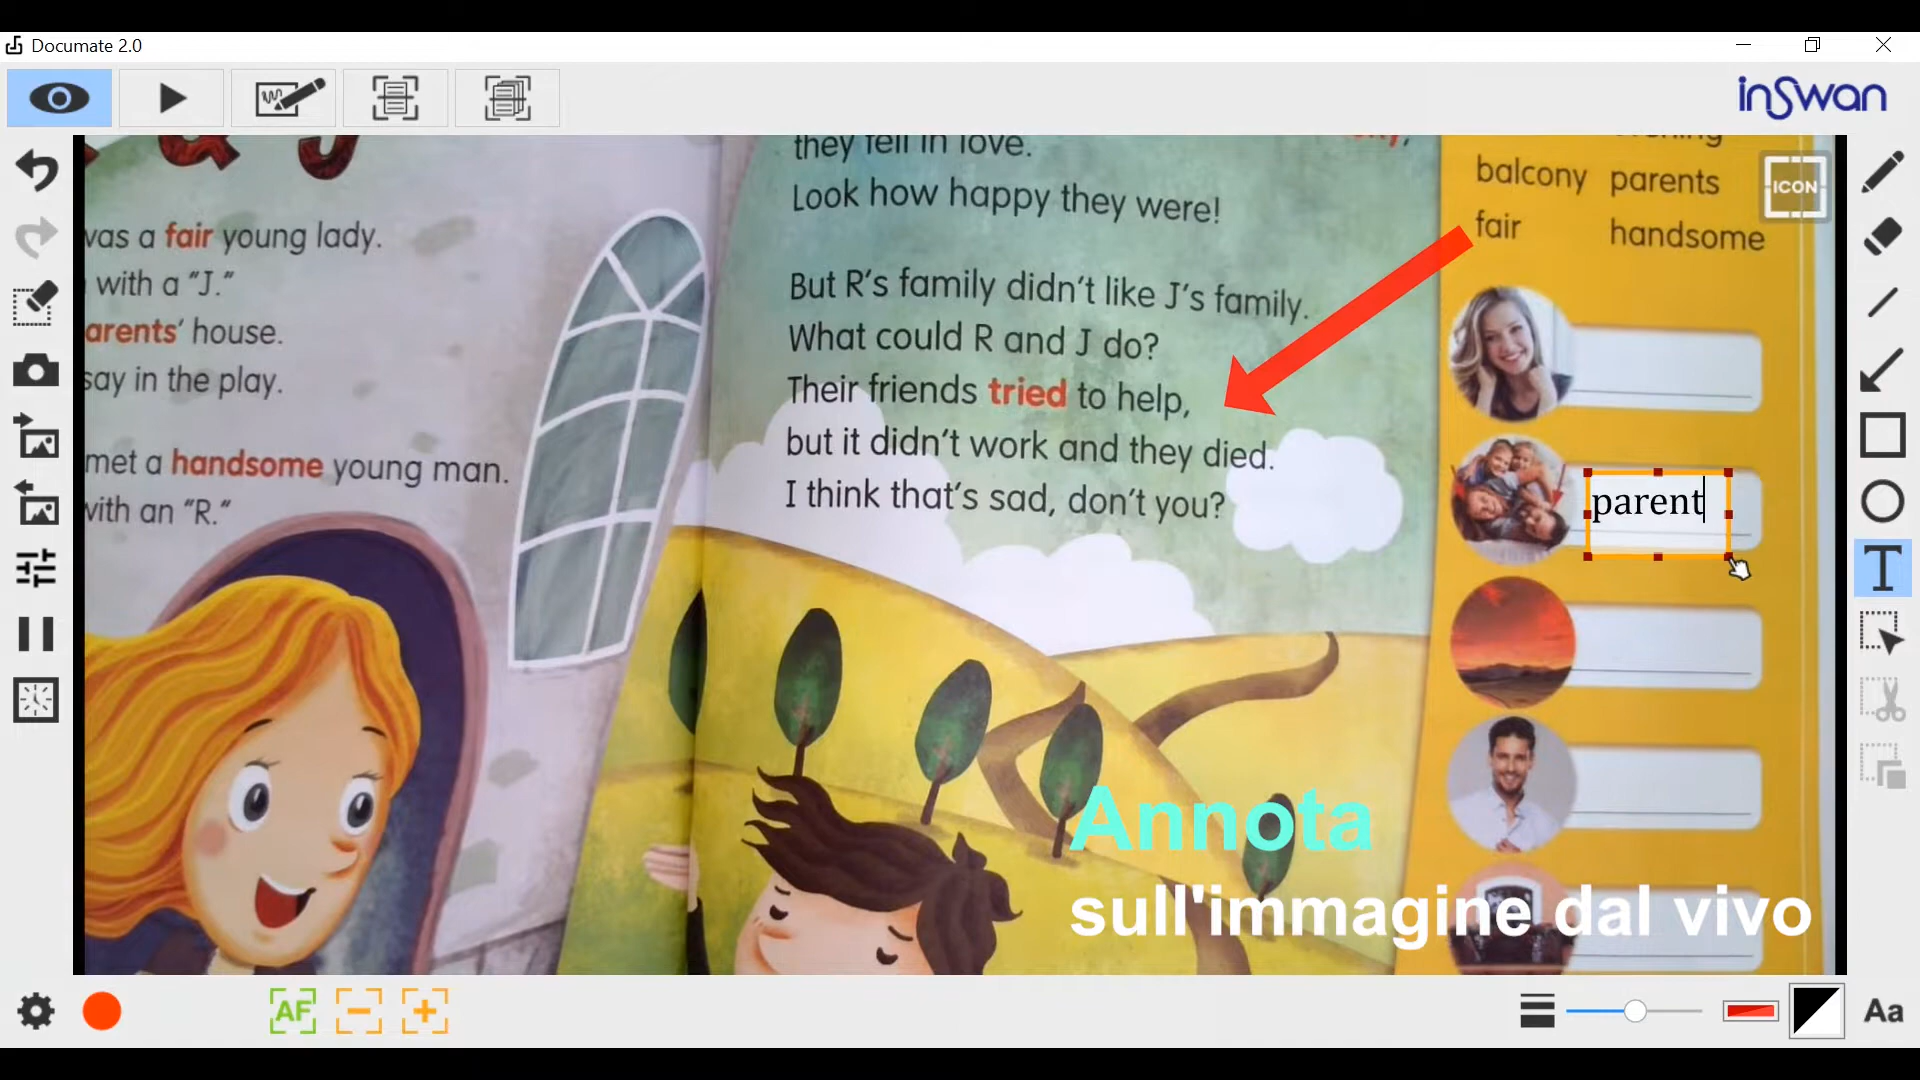 Documate 2.0
inSwan
& J
was a fair young lady.
with a “J.”
arents’ house.
say in the play.
met a handsome young man.
with an “R.”
they fell in love.
Look how happy they were!
But R’s family didn’t like J’s family.
What could R and J do?
Their friends tried to help,
but it didn’t work and they died.
I think that’s sad, don’t you?
balcony parents
fair handsome
ICON
parent
Annota
sull'immagine dal vivo
T
AF
Aa